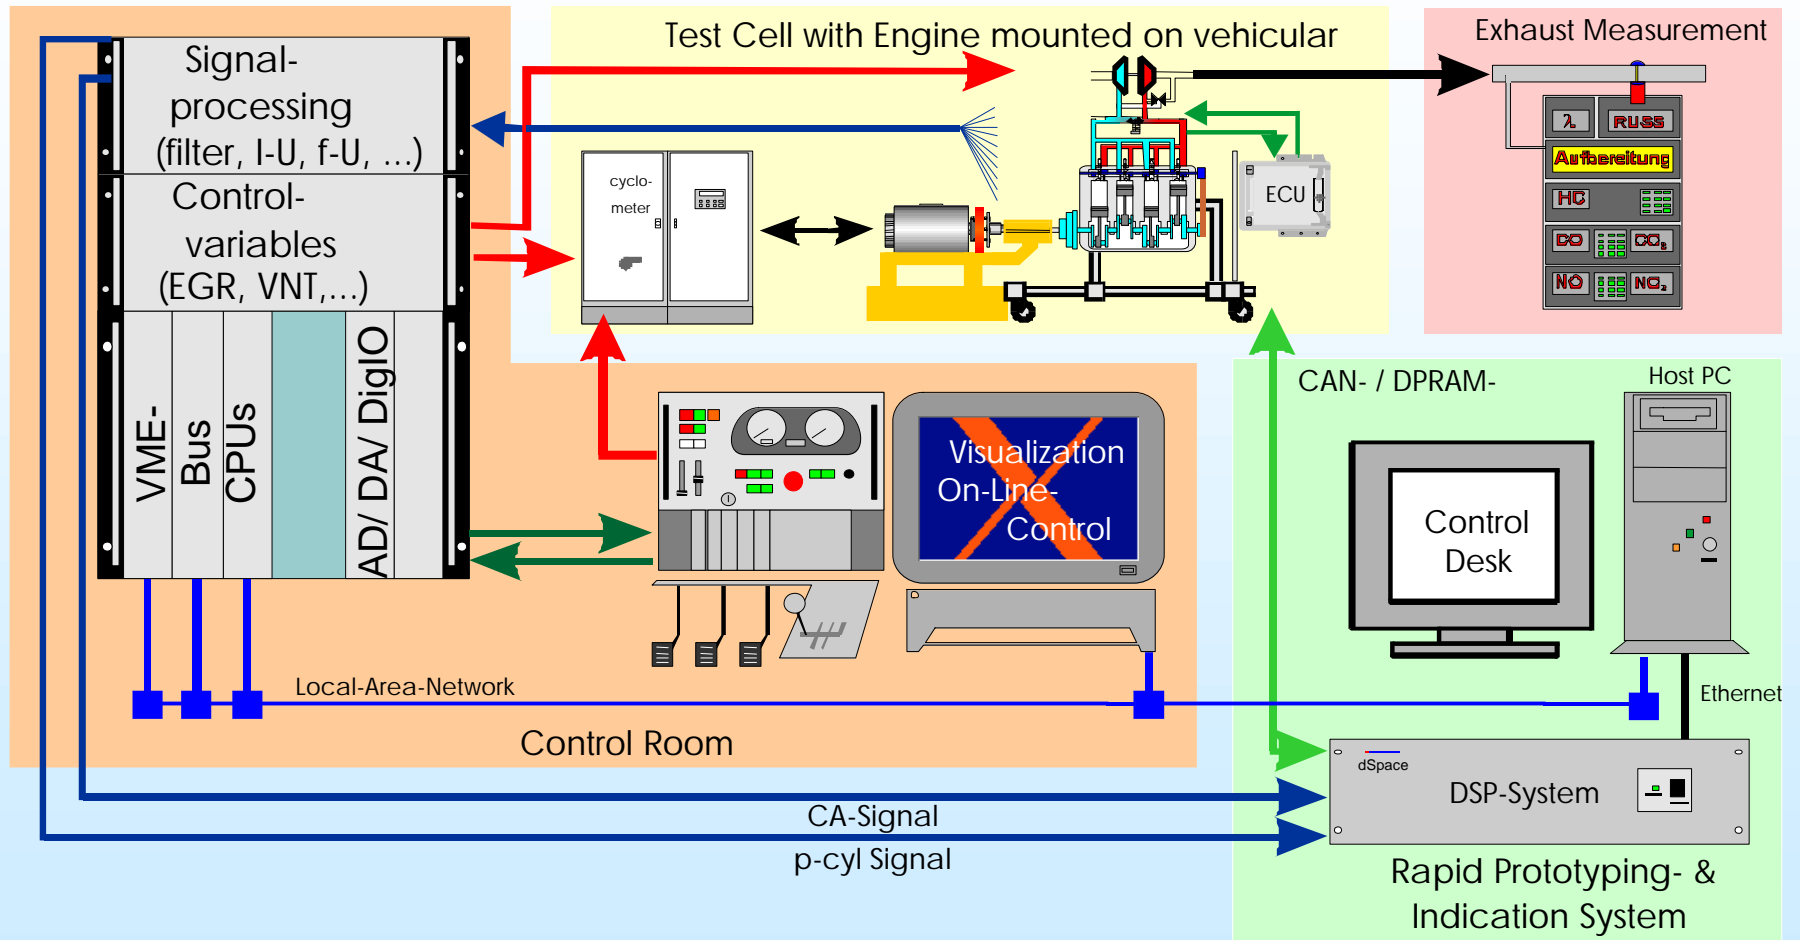 Signal-
processing
(filter, I-U, f-U, ...)
Control-
variables
(EGR, VNT,...)
VME-
Bus
CPUs
AD/ DA/ DigIO
Test Cell with Engine mounted on vehicular
cyclo-
meter
ECU
Exhaust Measurement
λ
RUSS
Aufbereitung
HC
CO
CO2
NO
NO2
Visualization
On-Line-
Control
Local-Area-Network
Control Room
CAN- / DPRAM-
Host PC
Control
Desk
Ethernet
dSpace
DSP-System
CA-Signal
p-cyl Signal
Rapid Prototyping- &
Indication System